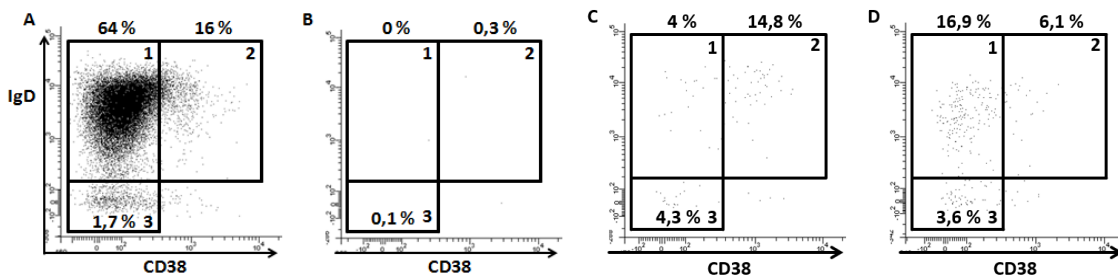 A
64 %
16 %
1
2
1,7 %
3
IgD
CD38
B
0 %
0,3 %
1
2
0,1 %
3
CD38
C
4 %
14,8 %
1
2
4,3 %
3
CD38
D
16,9 %
6,1 %
1
2
3,6 %
3
CD38